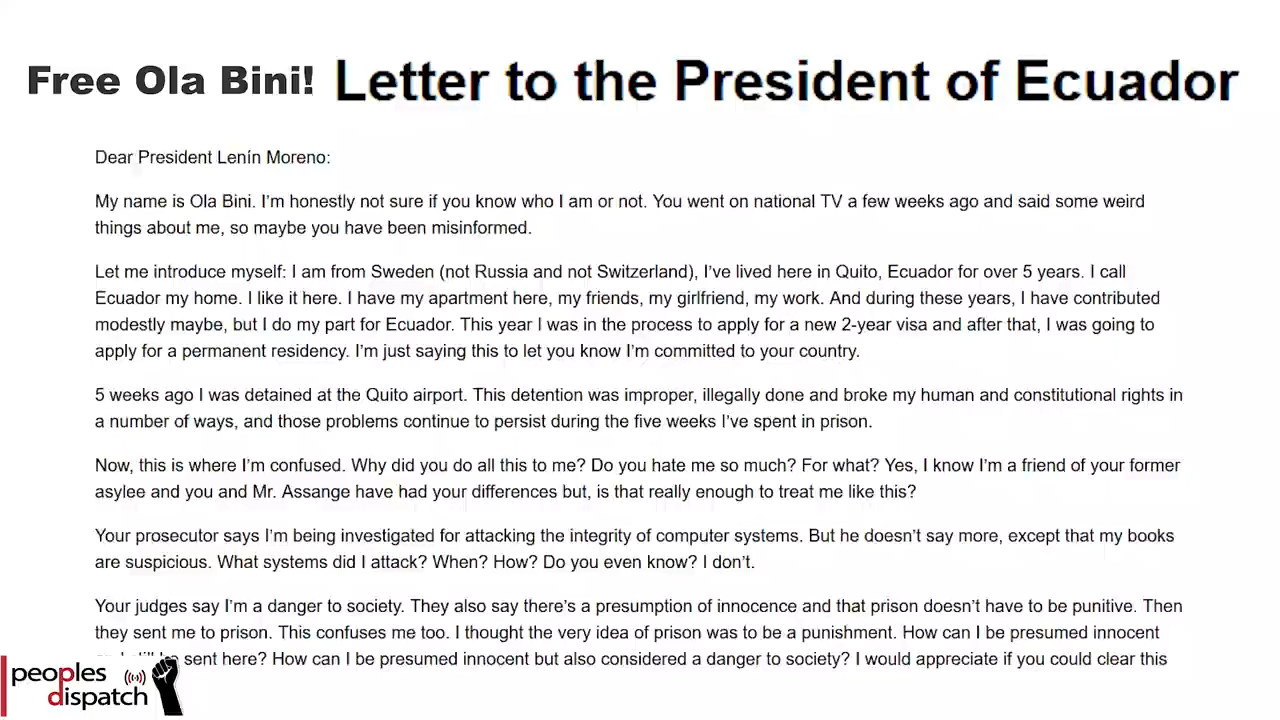 Free Ola Bini! Letter to the President of Ecuador
Dear President Lenín Moreno:
My name is Ola Bini. I'm honestly not sure if you know who I am or not. You went on national TV a few weeks ago and said some weird
things about me, so maybe you have been misinformed.
Let me introduce myself: I am from Sweden (not Russia and not Switzerland), I've lived here in Quito, Ecuador for over 5 years. I call
Ecuador my home. I like it here. I have my apartment here, my friends, my girlfriend, my work. And during these years, I have contributed
modestly maybe, but I do my part for Ecuador. This year I was in the process to apply for a new 2-year visa and after that, I was going to
apply for a permanent residency. I'm just saying this to let you know I'm committed to your country.
5 weeks ago I was detained at the Quito airport. This detention was improper, illegally done and broke my human and constitutional rights in
a number of ways, and those problems continue to persist during the five weeks I've spent in prison.
Now, this is where I'm confused. Why did you do all this to me? Do you hate me so much? For what? Yes, I know I'm a friend of your former
asylee and you and Mr. Assange have had your differences but, is that really enough to treat me like this?
Your prosecutor says I'm being investigated for attacking the integrity of computer systems. But he doesn't say more, except that my books
are suspicious. What systems did I attack? When? How? Do you even know? I don't.
Your judges say I'm a danger to society. They also say there's a presumption of innocence and that prison doesn't have to be punitive. Then
they sent me to prison. This confuses me too. I thought the very idea of prison was to be a punishment. How can I be presumed innocent
sent here? How can I be presumed innocent but also considered a danger to society? I would appreciate if you could clear this
peoples
dispatch